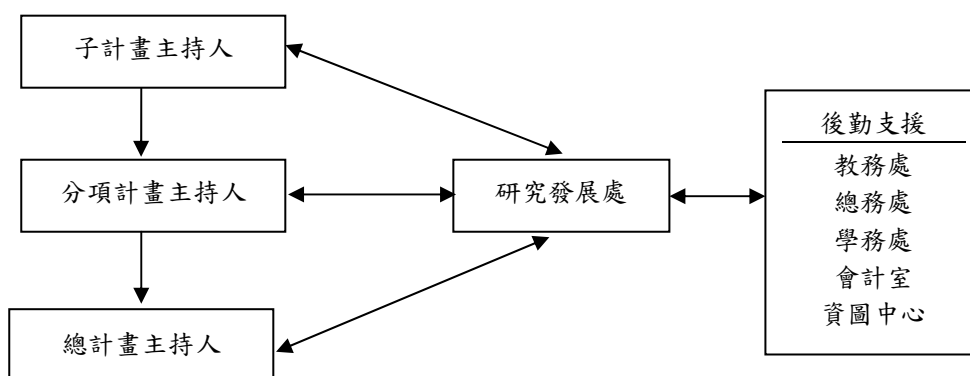 子計畫主持人
分項計畫主持人
總計畫主持人
研究發展處
後勤支援
教務處
總務處
學務處
會計室
資圖中心